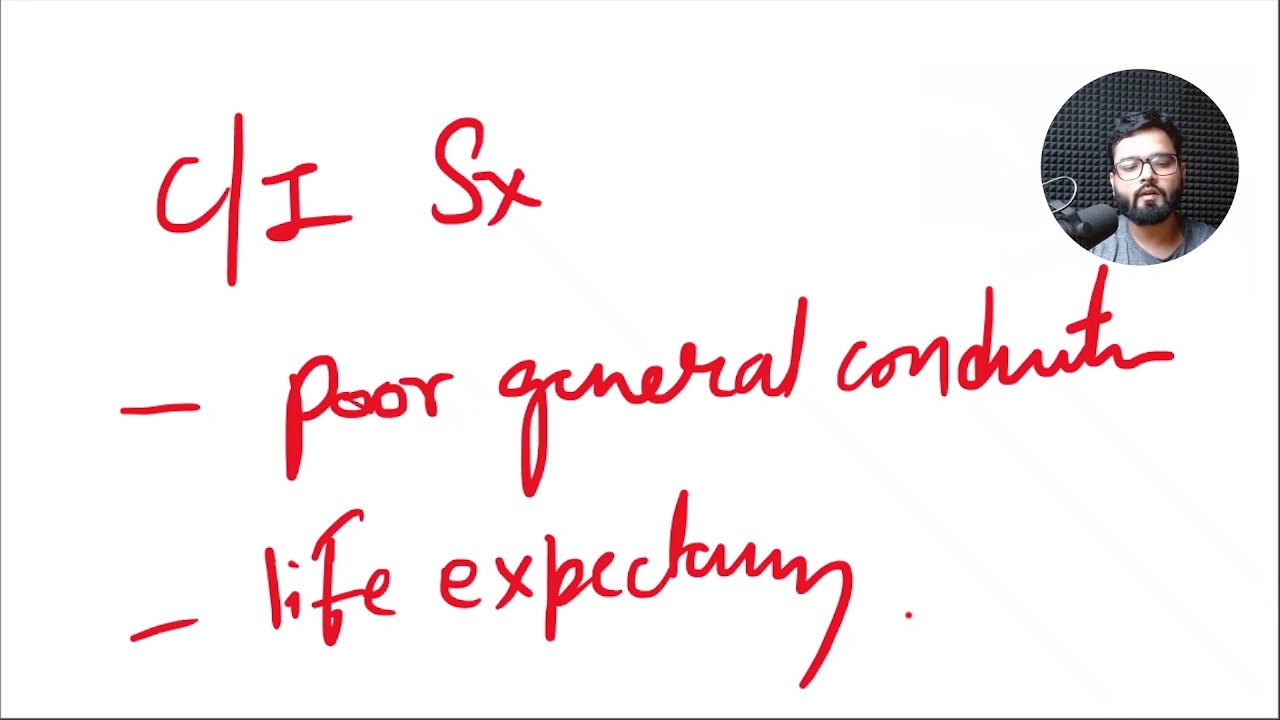 C/I Sx
- Poor general condition
- life expectancy